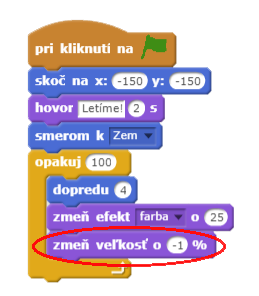 pri kliknutí na
skoč na x: -150 y: -150
hovor Letíme! 2 s
smerom k Zem
opakuj 100
dopredu 4
zmeň efekt farba o 25
zmeň veľkosť o -1 %